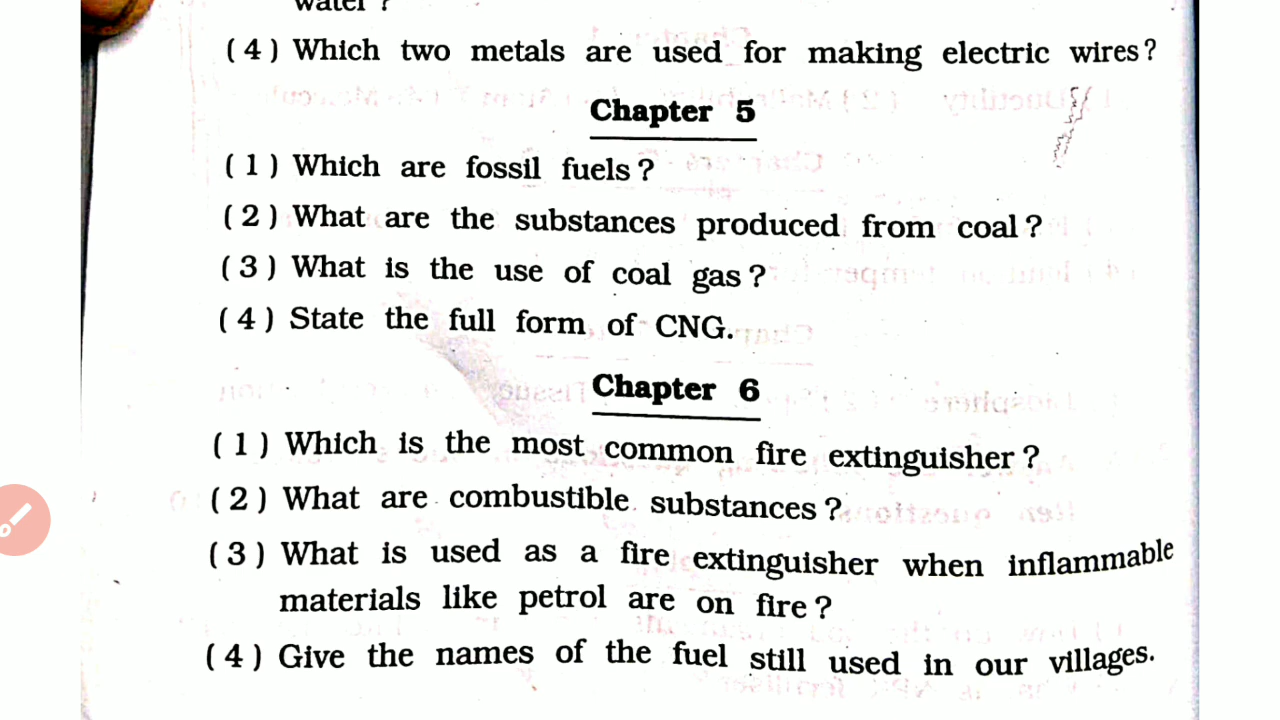 water ?
( 4 ) Which two metals are used for making electric wires?
Chapter 5
( 1 ) Which are fossil fuels ?
( 2 ) What are the substances produced from coal ?
( 3 ) What is the use of coal gas ?
( 4 ) State the full form of CNG.
Chapter 6
( 1 ) Which is the most common fire extinguisher ?
( 2 ) What are combustible substances ?
( 3 ) What is used as a fire extinguisher when inflammable
materials like petrol are on fire ?
( 4 ) Give the names of the fuel still used in our villages.